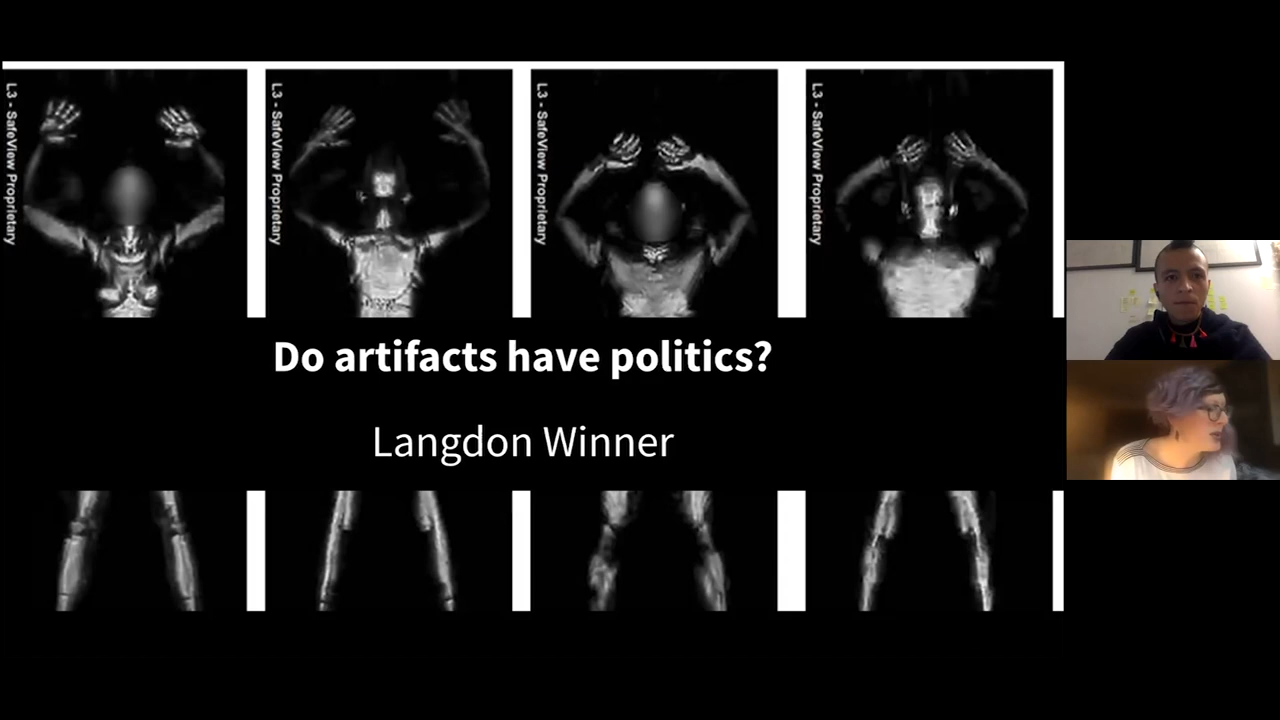 L3 - SafeView Proprietary
L3 - SafeView Proprietary
L3 - SafeView Proprietary
L3 - SafeView Proprietary
Do artifacts have politics?
Langdon Winner